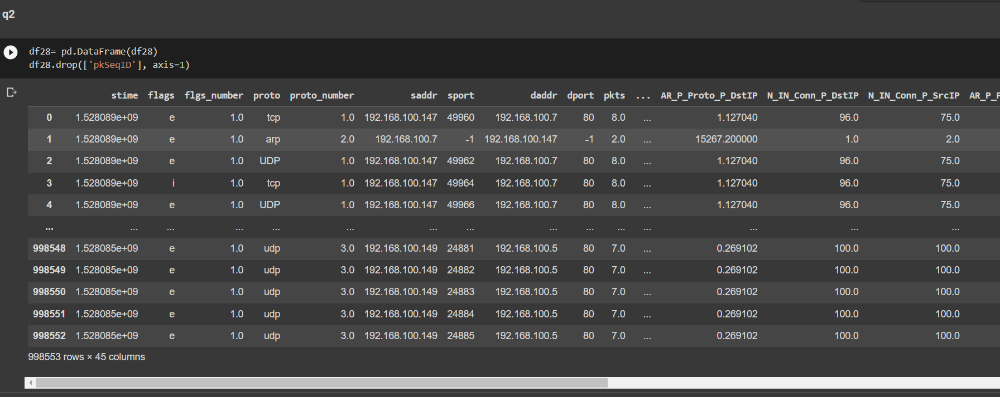 q2
df28= pd.DataFrame(df28)
df28.drop(['pkSeqID'], axis=1)
stime flags flgs_number proto proto_number saddr sport daddr dport pkts ... AR_P_Proto_P_DstIP N_IN_Conn_P_DstIP N_IN_Conn_P_SrcIP AR_P_P
0 1.528089e+09 e 1.0 tcp 1.0 192.168.100.147 49960 192.168.100.7 80 8.0 ... 1.127040 96.0 75.0
1 1.528089e+09 e 1.0 arp 2.0 192.168.100.7 -1 192.168.100.147 -1 2.0 ... 15267.200000 1.0 2.0
2 1.528089e+09 e 1.0 UDP 1.0 192.168.100.147 49962 192.168.100.7 80 8.0 ... 1.127040 96.0 75.0
3 1.528089e+09 i 1.0 tcp 1.0 192.168.100.147 49964 192.168.100.7 80 8.0 ... 1.127040 96.0 75.0
4 1.528089e+09 e 1.0 UDP 1.0 192.168.100.147 49966 192.168.100.7 80 8.0 ... 1.127040 96.0 75.0
... ... ... ... ... ... ... ... ... ... ... ... ... ... ...
998548 1.528085e+09 e 1.0 udp 3.0 192.168.100.149 24881 192.168.100.5 80 7.0 ... 0.269102 100.0 100.0
998549 1.528085e+09 e 1.0 udp 3.0 192.168.100.149 24882 192.168.100.5 80 7.0 ... 0.269102 100.0 100.0
998550 1.528085e+09 e 1.0 udp 3.0 192.168.100.149 24883 192.168.100.5 80 7.0 ... 0.269102 100.0 100.0
998551 1.528085e+09 e 1.0 udp 3.0 192.168.100.149 24884 192.168.100.5 80 7.0 ... 0.269102 100.0 100.0
998552 1.528085e+09 e 1.0 udp 3.0 192.168.100.149 24885 192.168.100.5 80 7.0 ... 0.269102 100.0 100.0
998553 rows × 45 columns